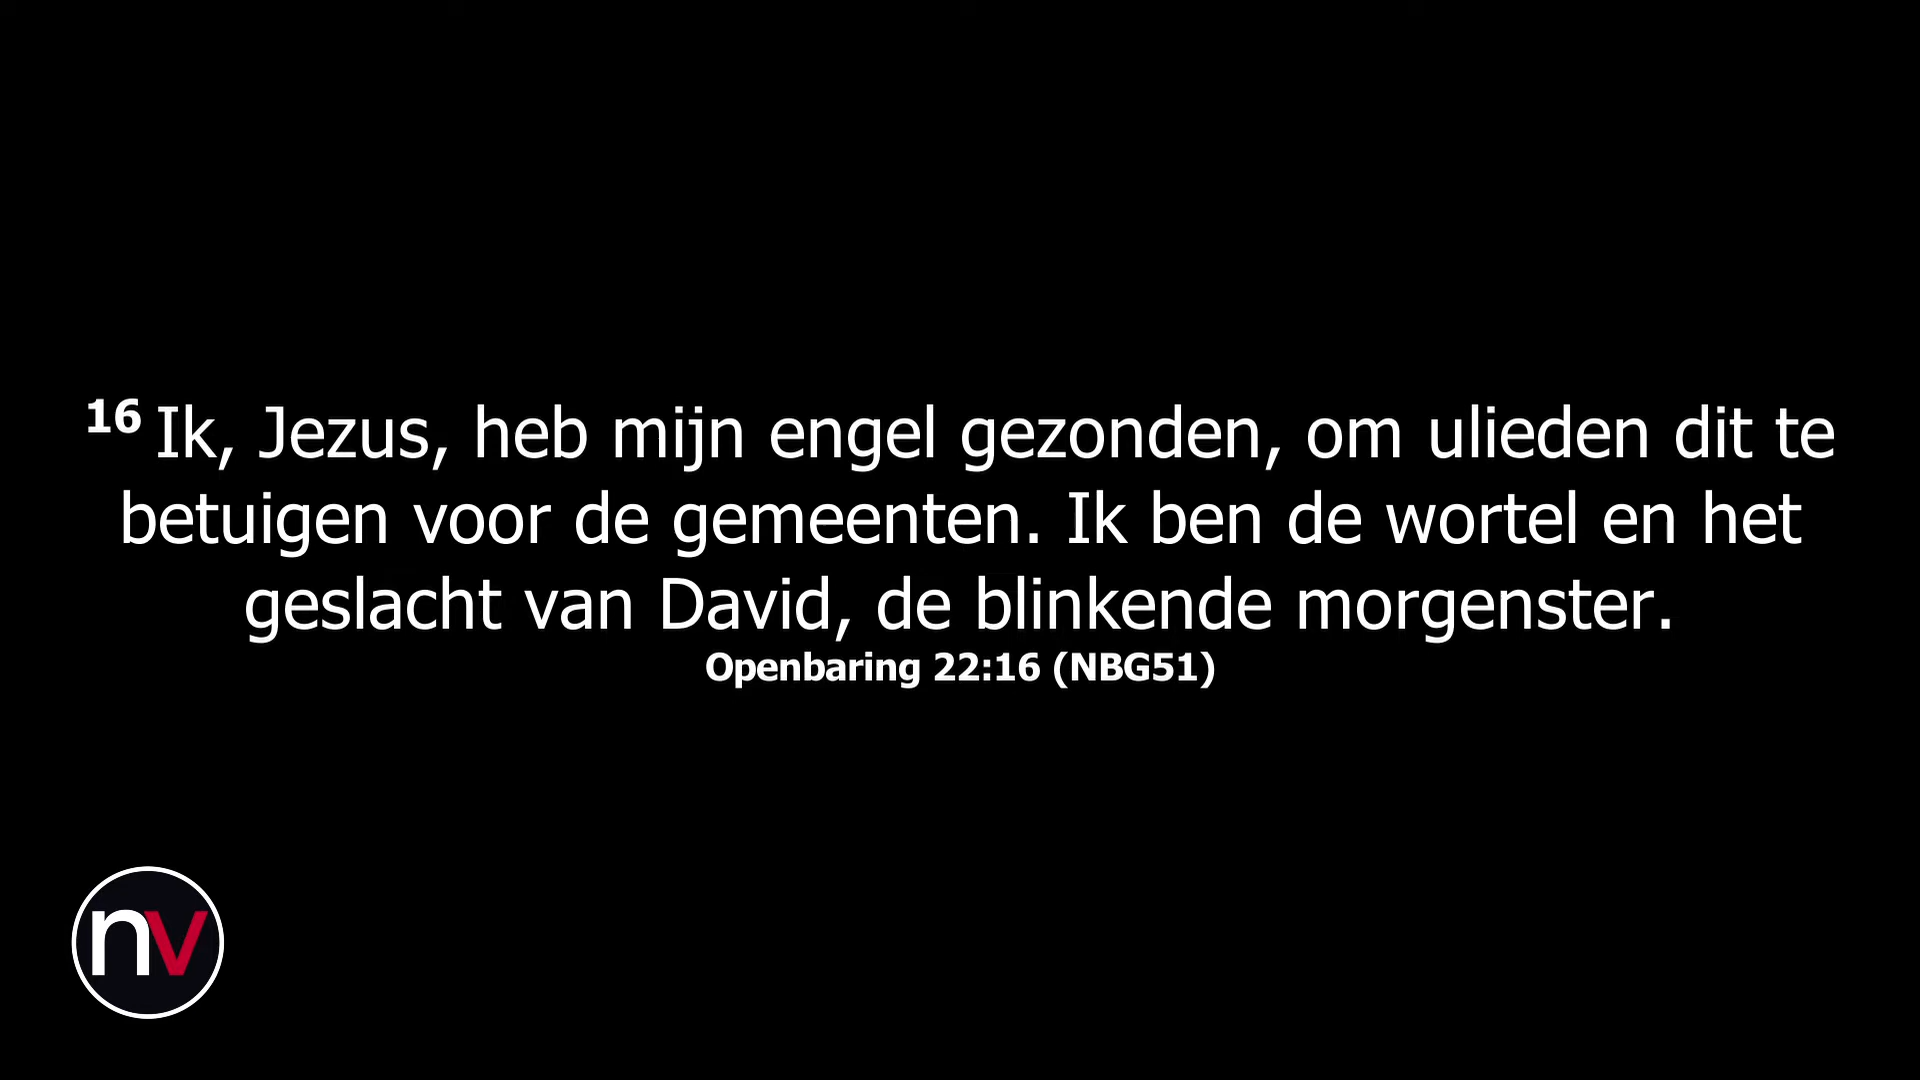 16 Ik, Jezus, heb mijn engel gezonden, om ulieden dit te
betuigen voor de gemeenten. Ik ben de wortel en het
geslacht van David, de blinkende morgenster.
Openbaring 22:16 (NBG51)
nv